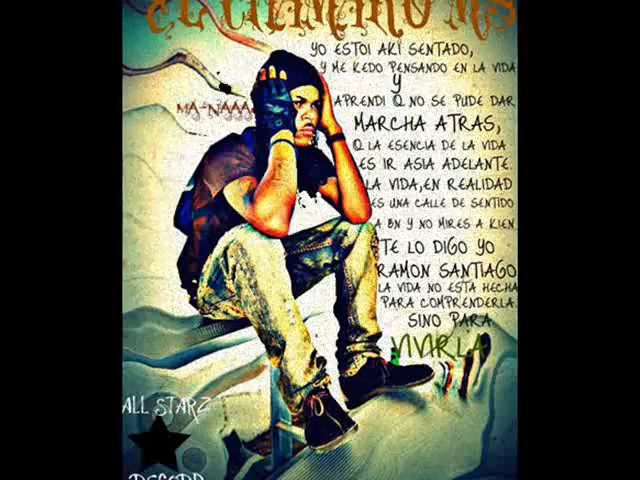 YO ESTOI AKI SENTADO,
Y ME KEDO PENSANDO EN LA VIDA
Y
APRENDI Q NO SE PUDE DAR
MA-NAAA
MARCHA ATRAS,
Q LA ESENCIA DE LA VIDA
ES IR ASIA ADELANTE.
LA VIDA, EN REALIDAD
ES UNA CALLE DE SENTIDO
A BN Y NO MIRES A KIEN
TE LO DIGO YO
RAMON SANTIAGO
LA VIDA NO ESTA HECHA
PARA COMPRENDERLA.
SINO PARA
VIVIRLA
ALL STARZ
RECORD